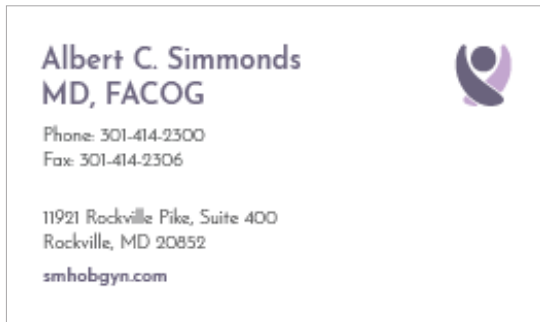 Albert C. Simmonds
MD, FACOG
Phone: 301-414-2300
Fax: 301-414-2306
11921 Rockville Pike, Suite 400
Rockville, MD 20852
smhobgyn.com